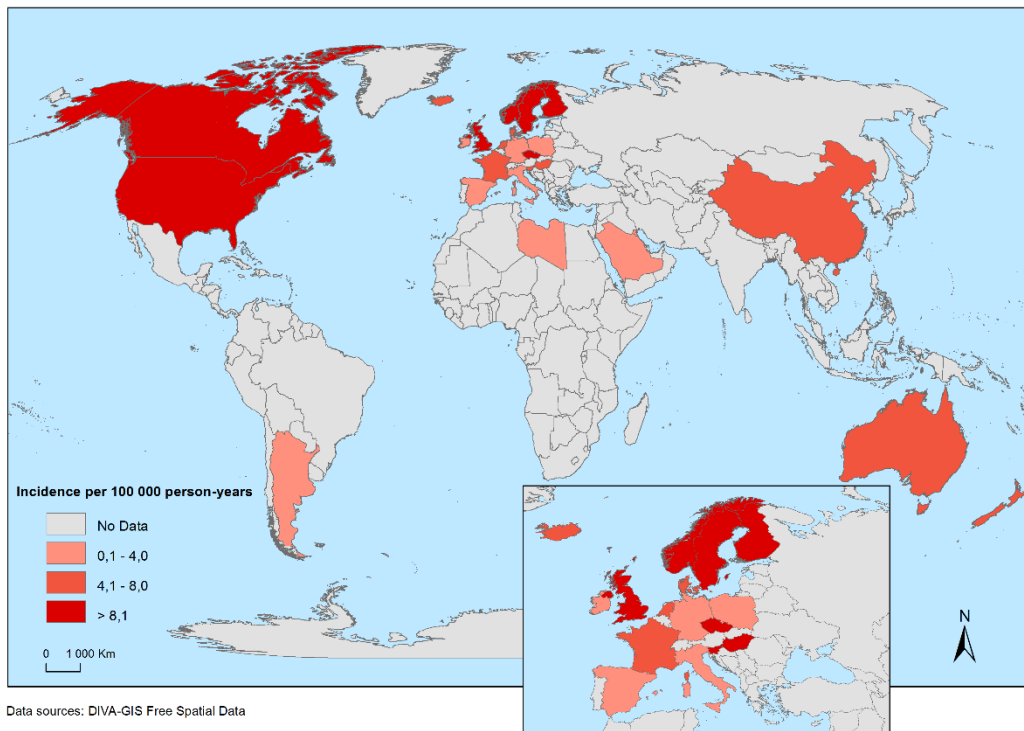 Incidence per 100 000 person-years
No Data
0,1 - 4,0
4,1 - 8,0
> 8,1
0 1 000 Km
N
Data sources: DIVA-GIS Free Spatial Data